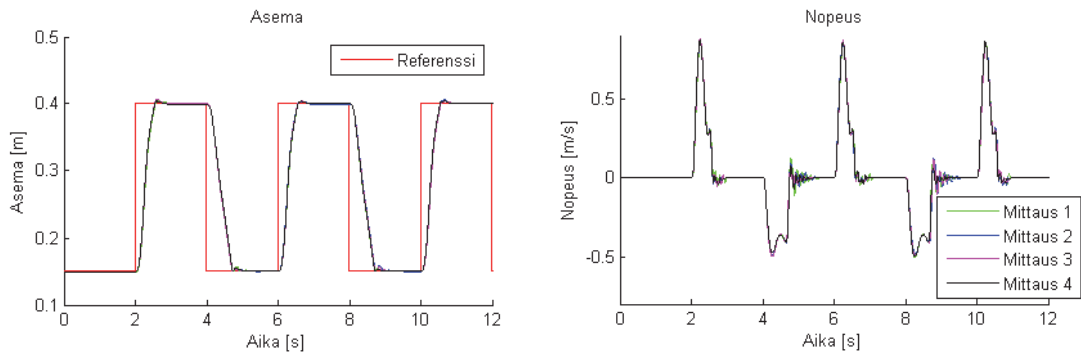 Asema
0.5
0.4
0.3
0.2
0.1
Asema [m]
0 2 4 6 8 10 12
Aika [s]
Referenssi
Nopeus
0.5
0
-0.5
Nopeus [m/s]
0 2 4 6 8 10 12
Aika [s]
Mittaus 1
Mittaus 2
Mittaus 3
Mittaus 4